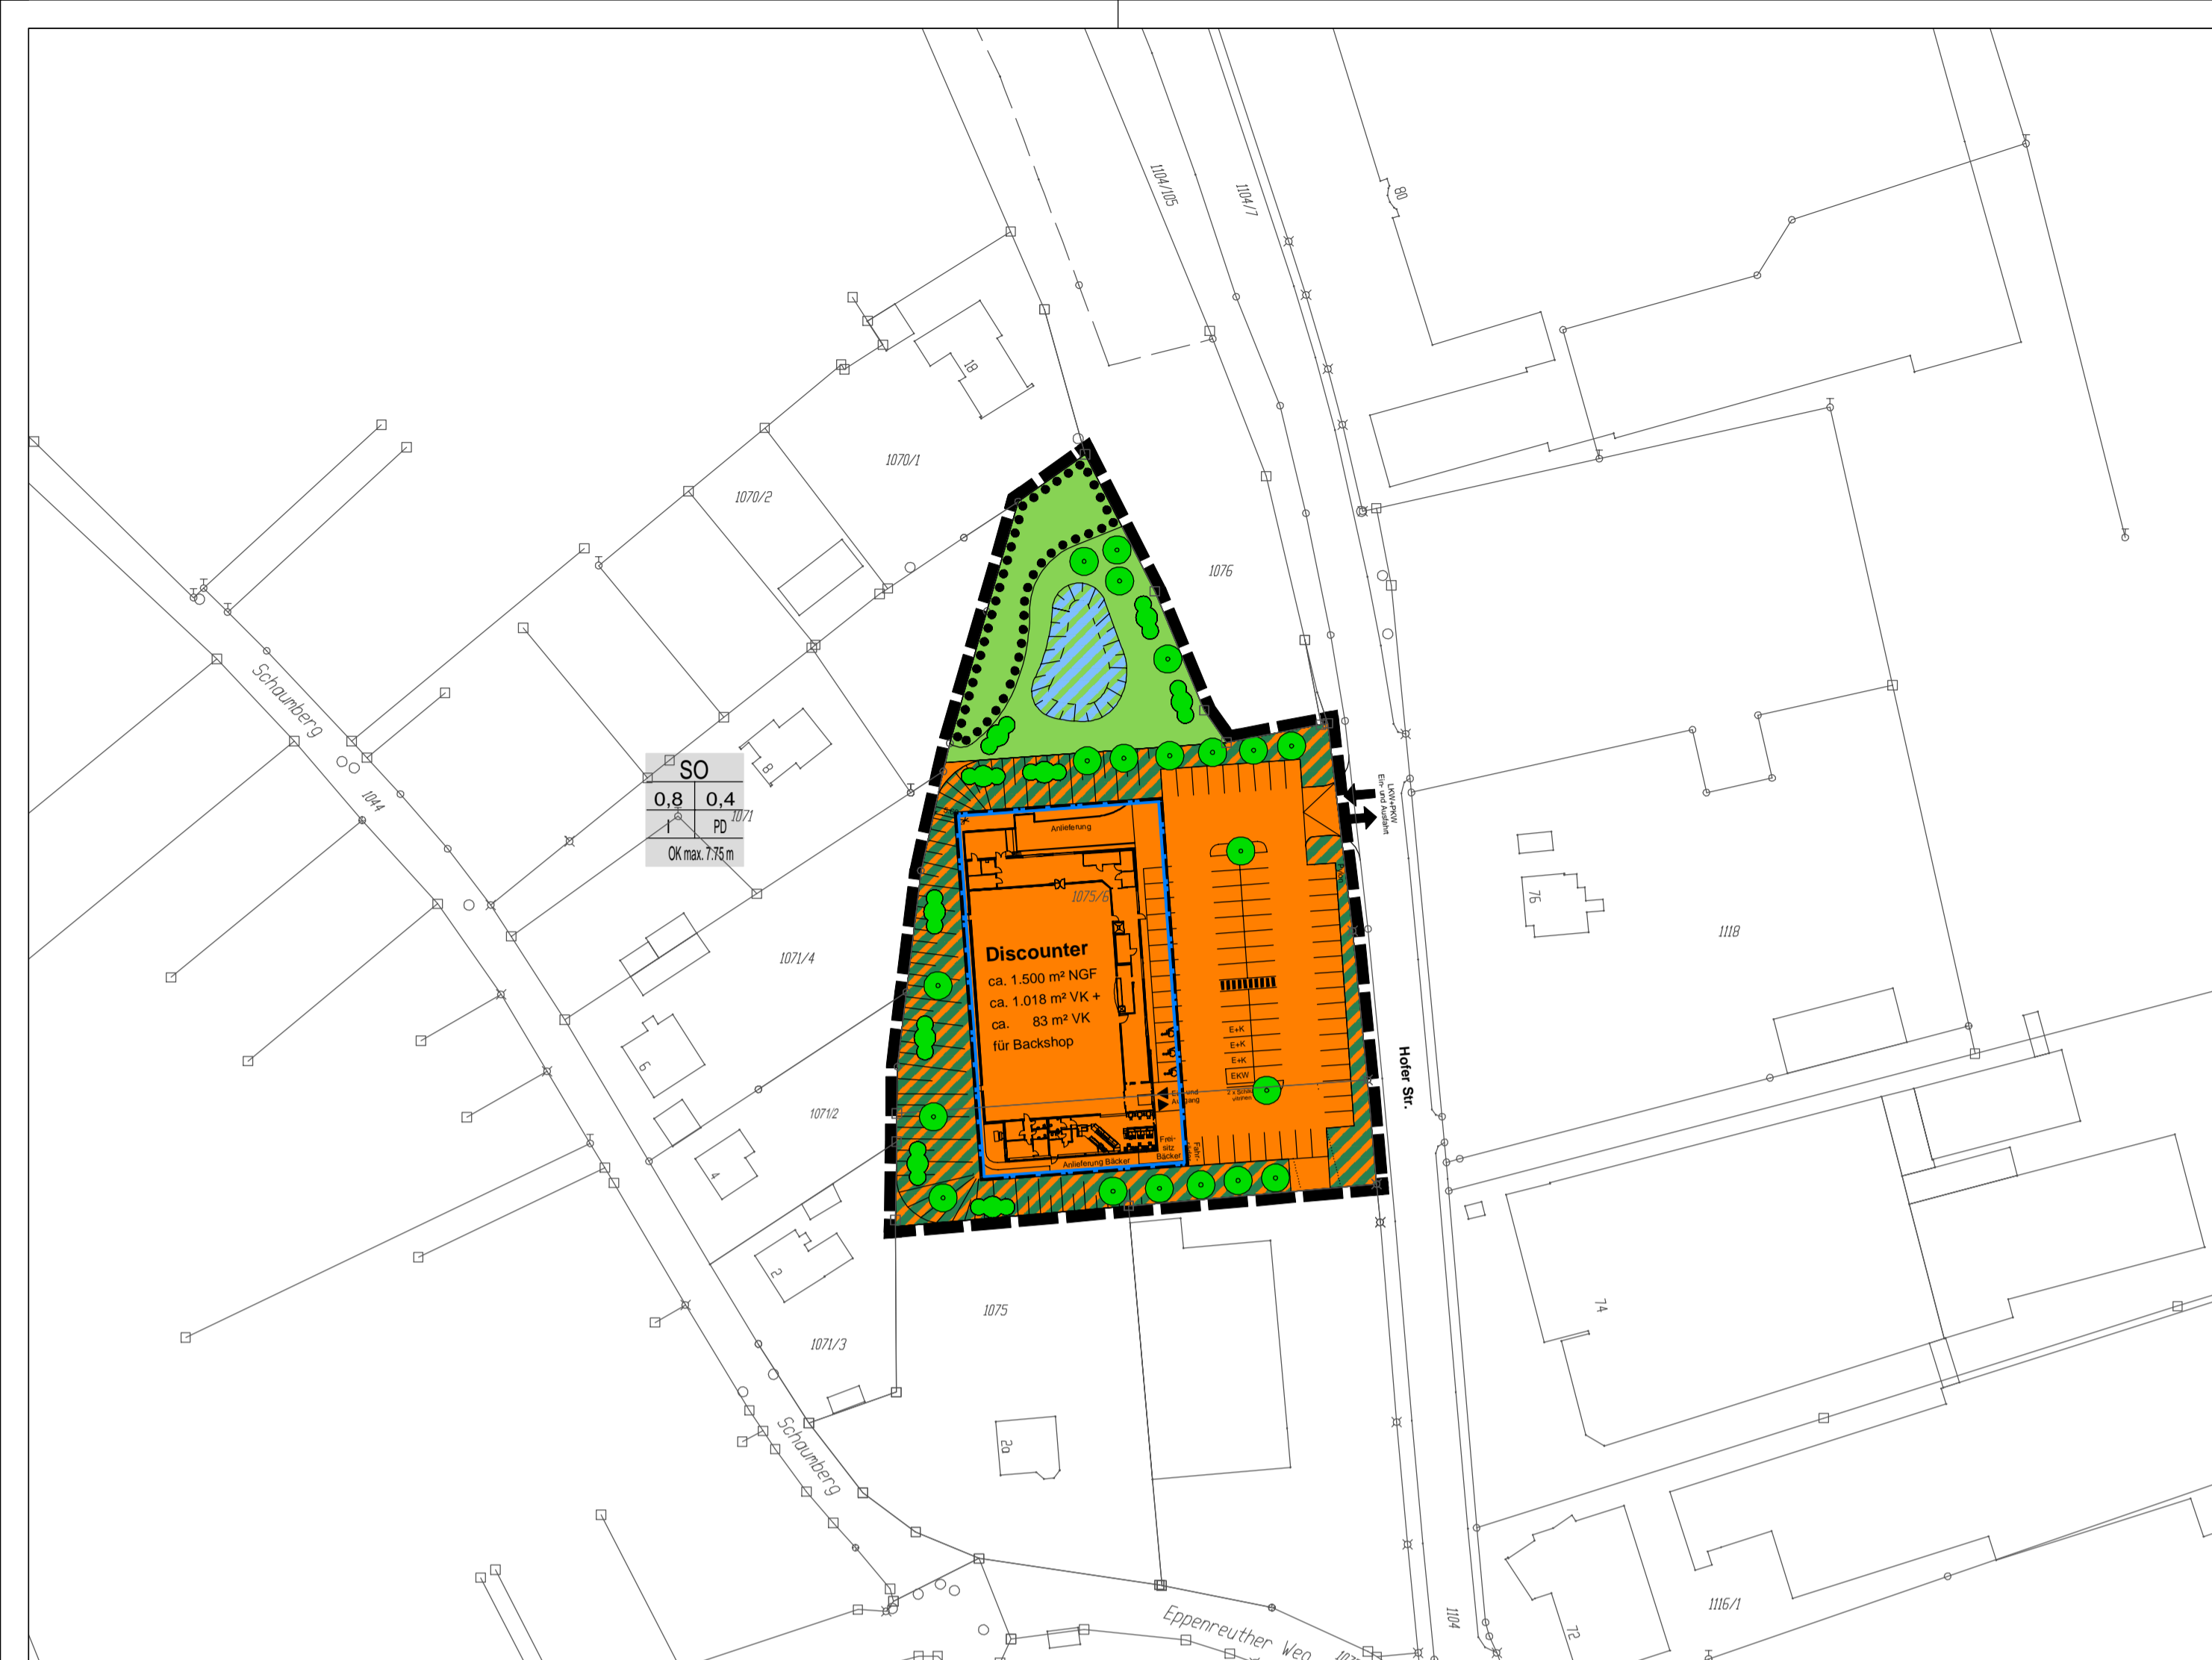 1104/105
1104/7
80
18
1070/1
1070/2
1076
Schaumberg
1044
8
SO
0,8
0,4
1071
I
PD
OK max. 7.75 m
LKW+PKW
Ein- und Ausfahrt
Anlieferung
1075/6
76
1118
Discounter
ca. 1.500 m² NGF
ca. 1.018 m² VK +
ca. 83 m² VK
für Backshop
1071/4
6
E+K
E+K
E+K
EKW
Hofer Str.
1071/2
4
Frei-
sitz
Bäcker
Anlieferung Bäcker
2
1075
1071/3
74
2a
Schaumberg
Eppenreuther Weg
1104
72
1116/1